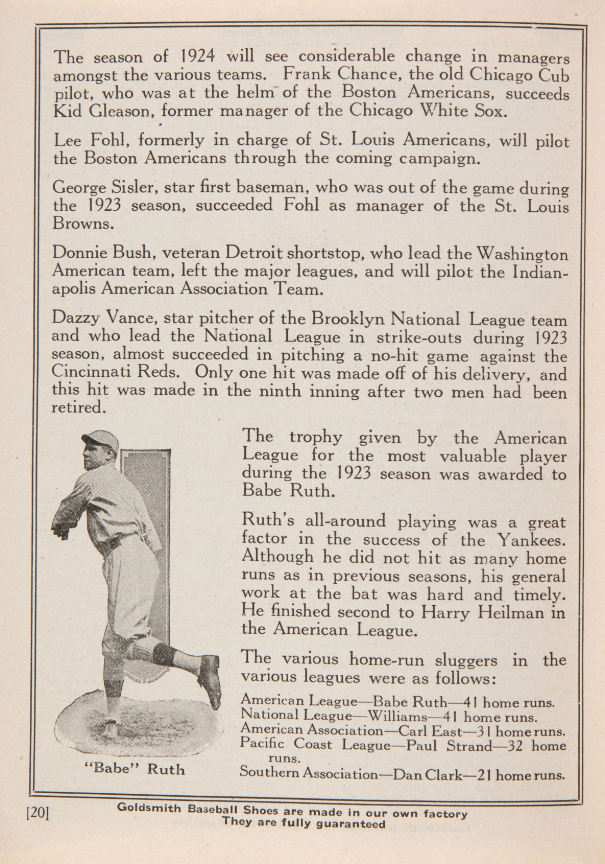 The season of 1924 will see considerable change in managers
amongst the various teams. Frank Chance, the old Chicago Cub
pilot, who was at the helm of the Boston Americans, succeeds
Kid Gleason, former manager of the Chicago White Sox.
Lee Fohl, formerly in charge of St. Louis Americans, will pilot
the Boston Americans through the coming campaign.
George Sisler, star first baseman, who was out of the game during
the 1923 season, succeeded Fohl as manager of the St. Louis
Browns.
Donnie Bush, veteran Detroit shortstop, who lead the Washington
American team, left the major leagues, and will pilot the Indian-
apolis American Association Team.
Dazzy Vance, star pitcher of the Brooklyn National League team
and who lead the National League in strike-outs during 1923
season, almost succeeded in pitching a no-hit game against the
Cincinnati Reds. Only one hit was made off of his delivery, and
this hit was made in the ninth inning after two men had been
retired.
The trophy given by the American
League for the most valuable player
during the 1923 season was awarded to
Babe Ruth.
Ruth's all-around playing was a great
factor in the success of the Yankees.
Although he did not hit as many home
runs as in previous seasons, his general
work at the bat was hard and timely.
He finished second to Harry Heilman in
the American League.
The various home-run sluggers in the
various leagues were as follows:
American League—Babe Ruth—41 home runs.
National League—Williams—41 home runs.
American Association—Carl East—31 home runs.
Pacific Coast League—Paul Strand—32 home
runs.
Southern Association—Dan Clark—21 home runs.
"Babe" Ruth
[20]
Goldsmith Baseball Shoes are made in our own factory
They are fully guaranteed